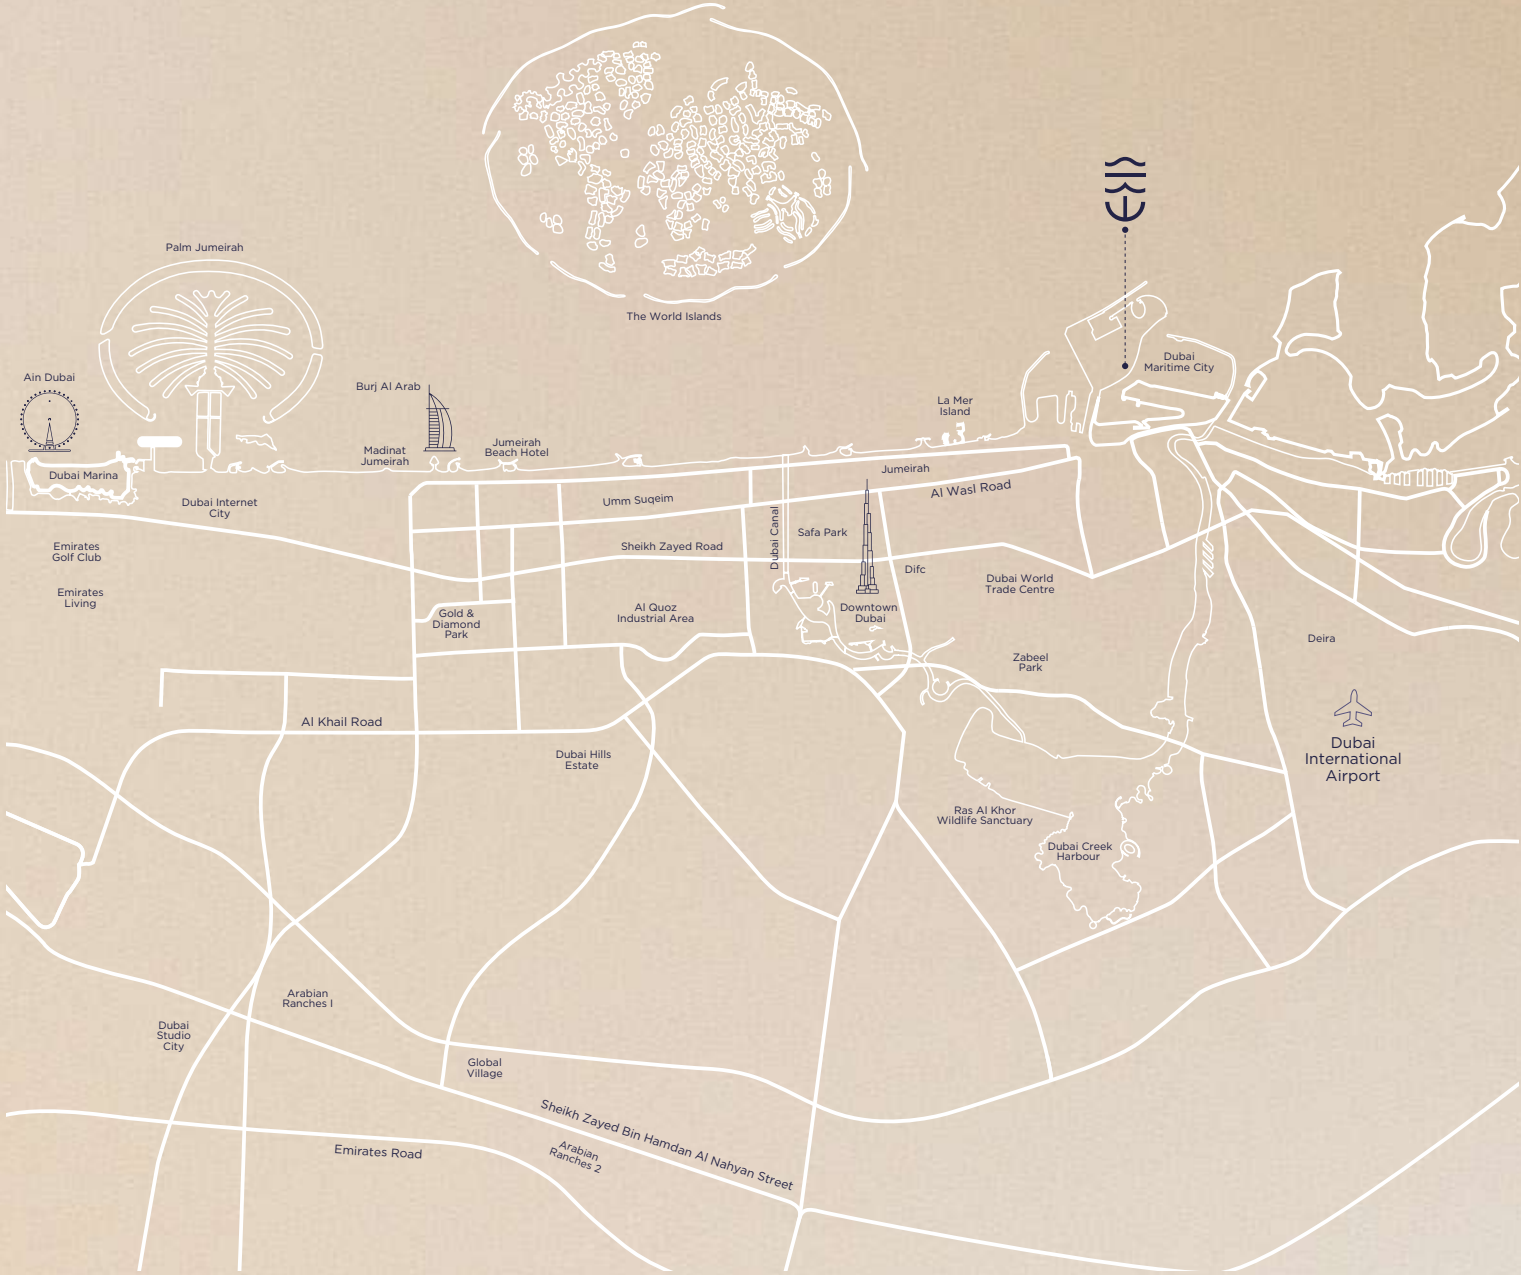 Palm Jumeirah
The World Islands
Dubai
Maritime City
Ain Dubai
Burj Al Arab
La Mer
Island
Madinat
Jumeirah
Jumeirah
Beach Hotel
Dubai Marina
Jumeirah
Al Wasl Road
Umm Suqeim
Dubai Internet
City
Dubai Canal
Safa Park
Sheikh Zayed Road
Emirates
Golf Club
Difc
Dubai World
Trade Centre
Emirates
Living
Gold &
Diamond
Park
Al Quoz
Industrial Area
Downtown
Dubai
Deira
Zabeel
Park
Al Khail Road
Dubai
International
Airport
Dubai Hills
Estate
Ras Al Khor
Wildlife Sanctuary
Dubai Creek
Harbour
Arabian
Ranches I
Dubai
Studio
City
Global
Village
Sheikh Zayed Bin Hamdan Al Nahyan Street
Emirates Road
Arabian
Ranches 2